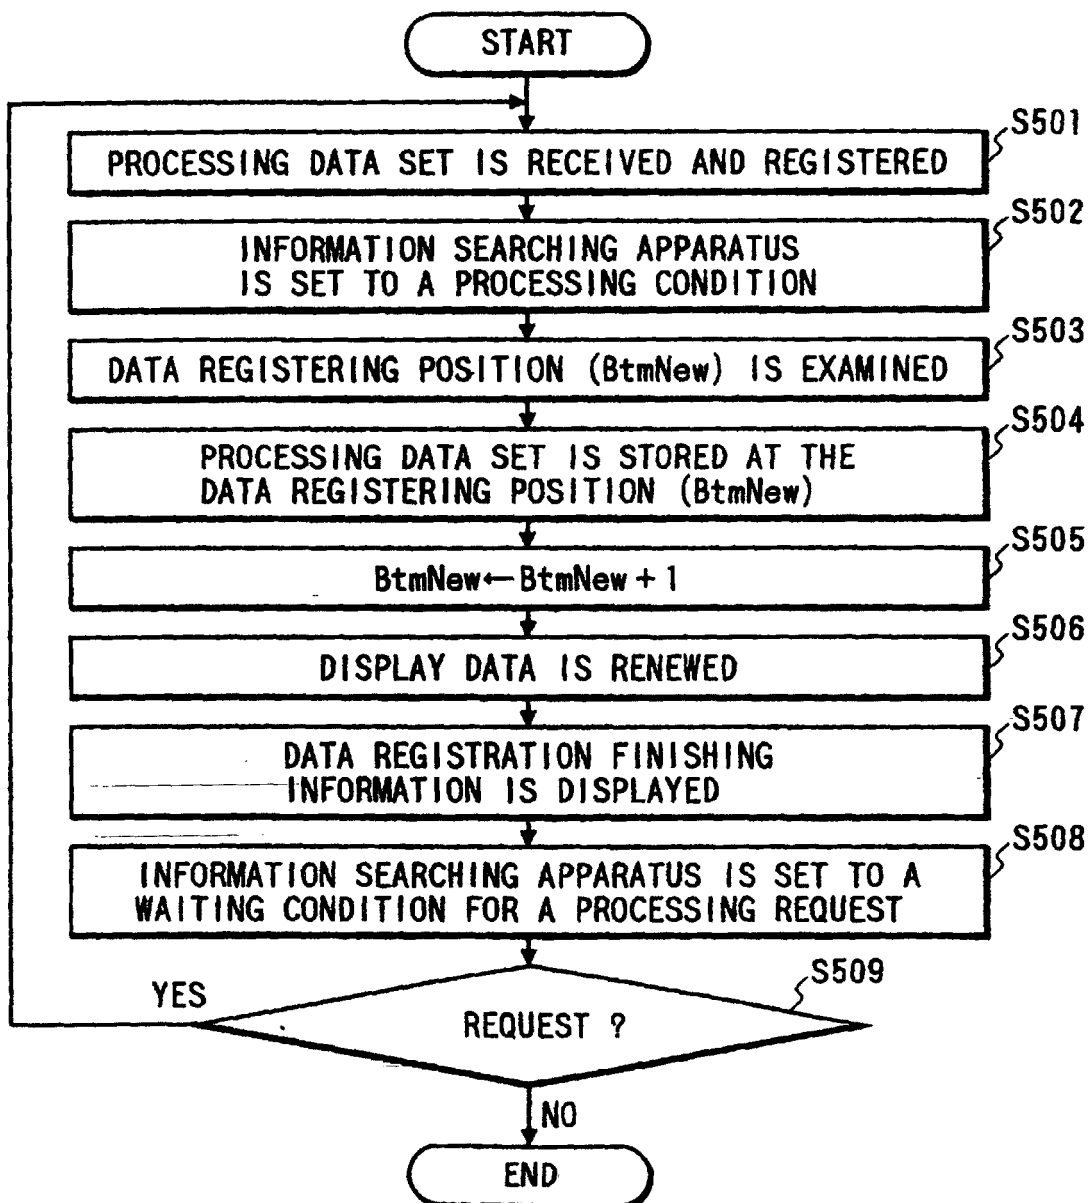 START
S501
PROCESSING DATA SET IS RECEIVED AND REGISTERED
S502
INFORMATION SEARCHING APPARATUS
IS SET TO A PROCESSING CONDITION
S503
DATA REGISTERING POSITION (BtmNew) IS EXAMINED
S504
PROCESSING DATA SET IS STORED AT THE
DATA REGISTERING POSITION (BtmNew)
S505
BtmNew←BtmNew + 1
S506
DISPLAY DATA IS RENEWED
S507
DATA REGISTRATION FINISHING
INFORMATION IS DISPLAYED
S508
INFORMATION SEARCHING APPARATUS IS SET TO A
WAITING CONDITION FOR A PROCESSING REQUEST
S509
YES
REQUEST ?
NO
END